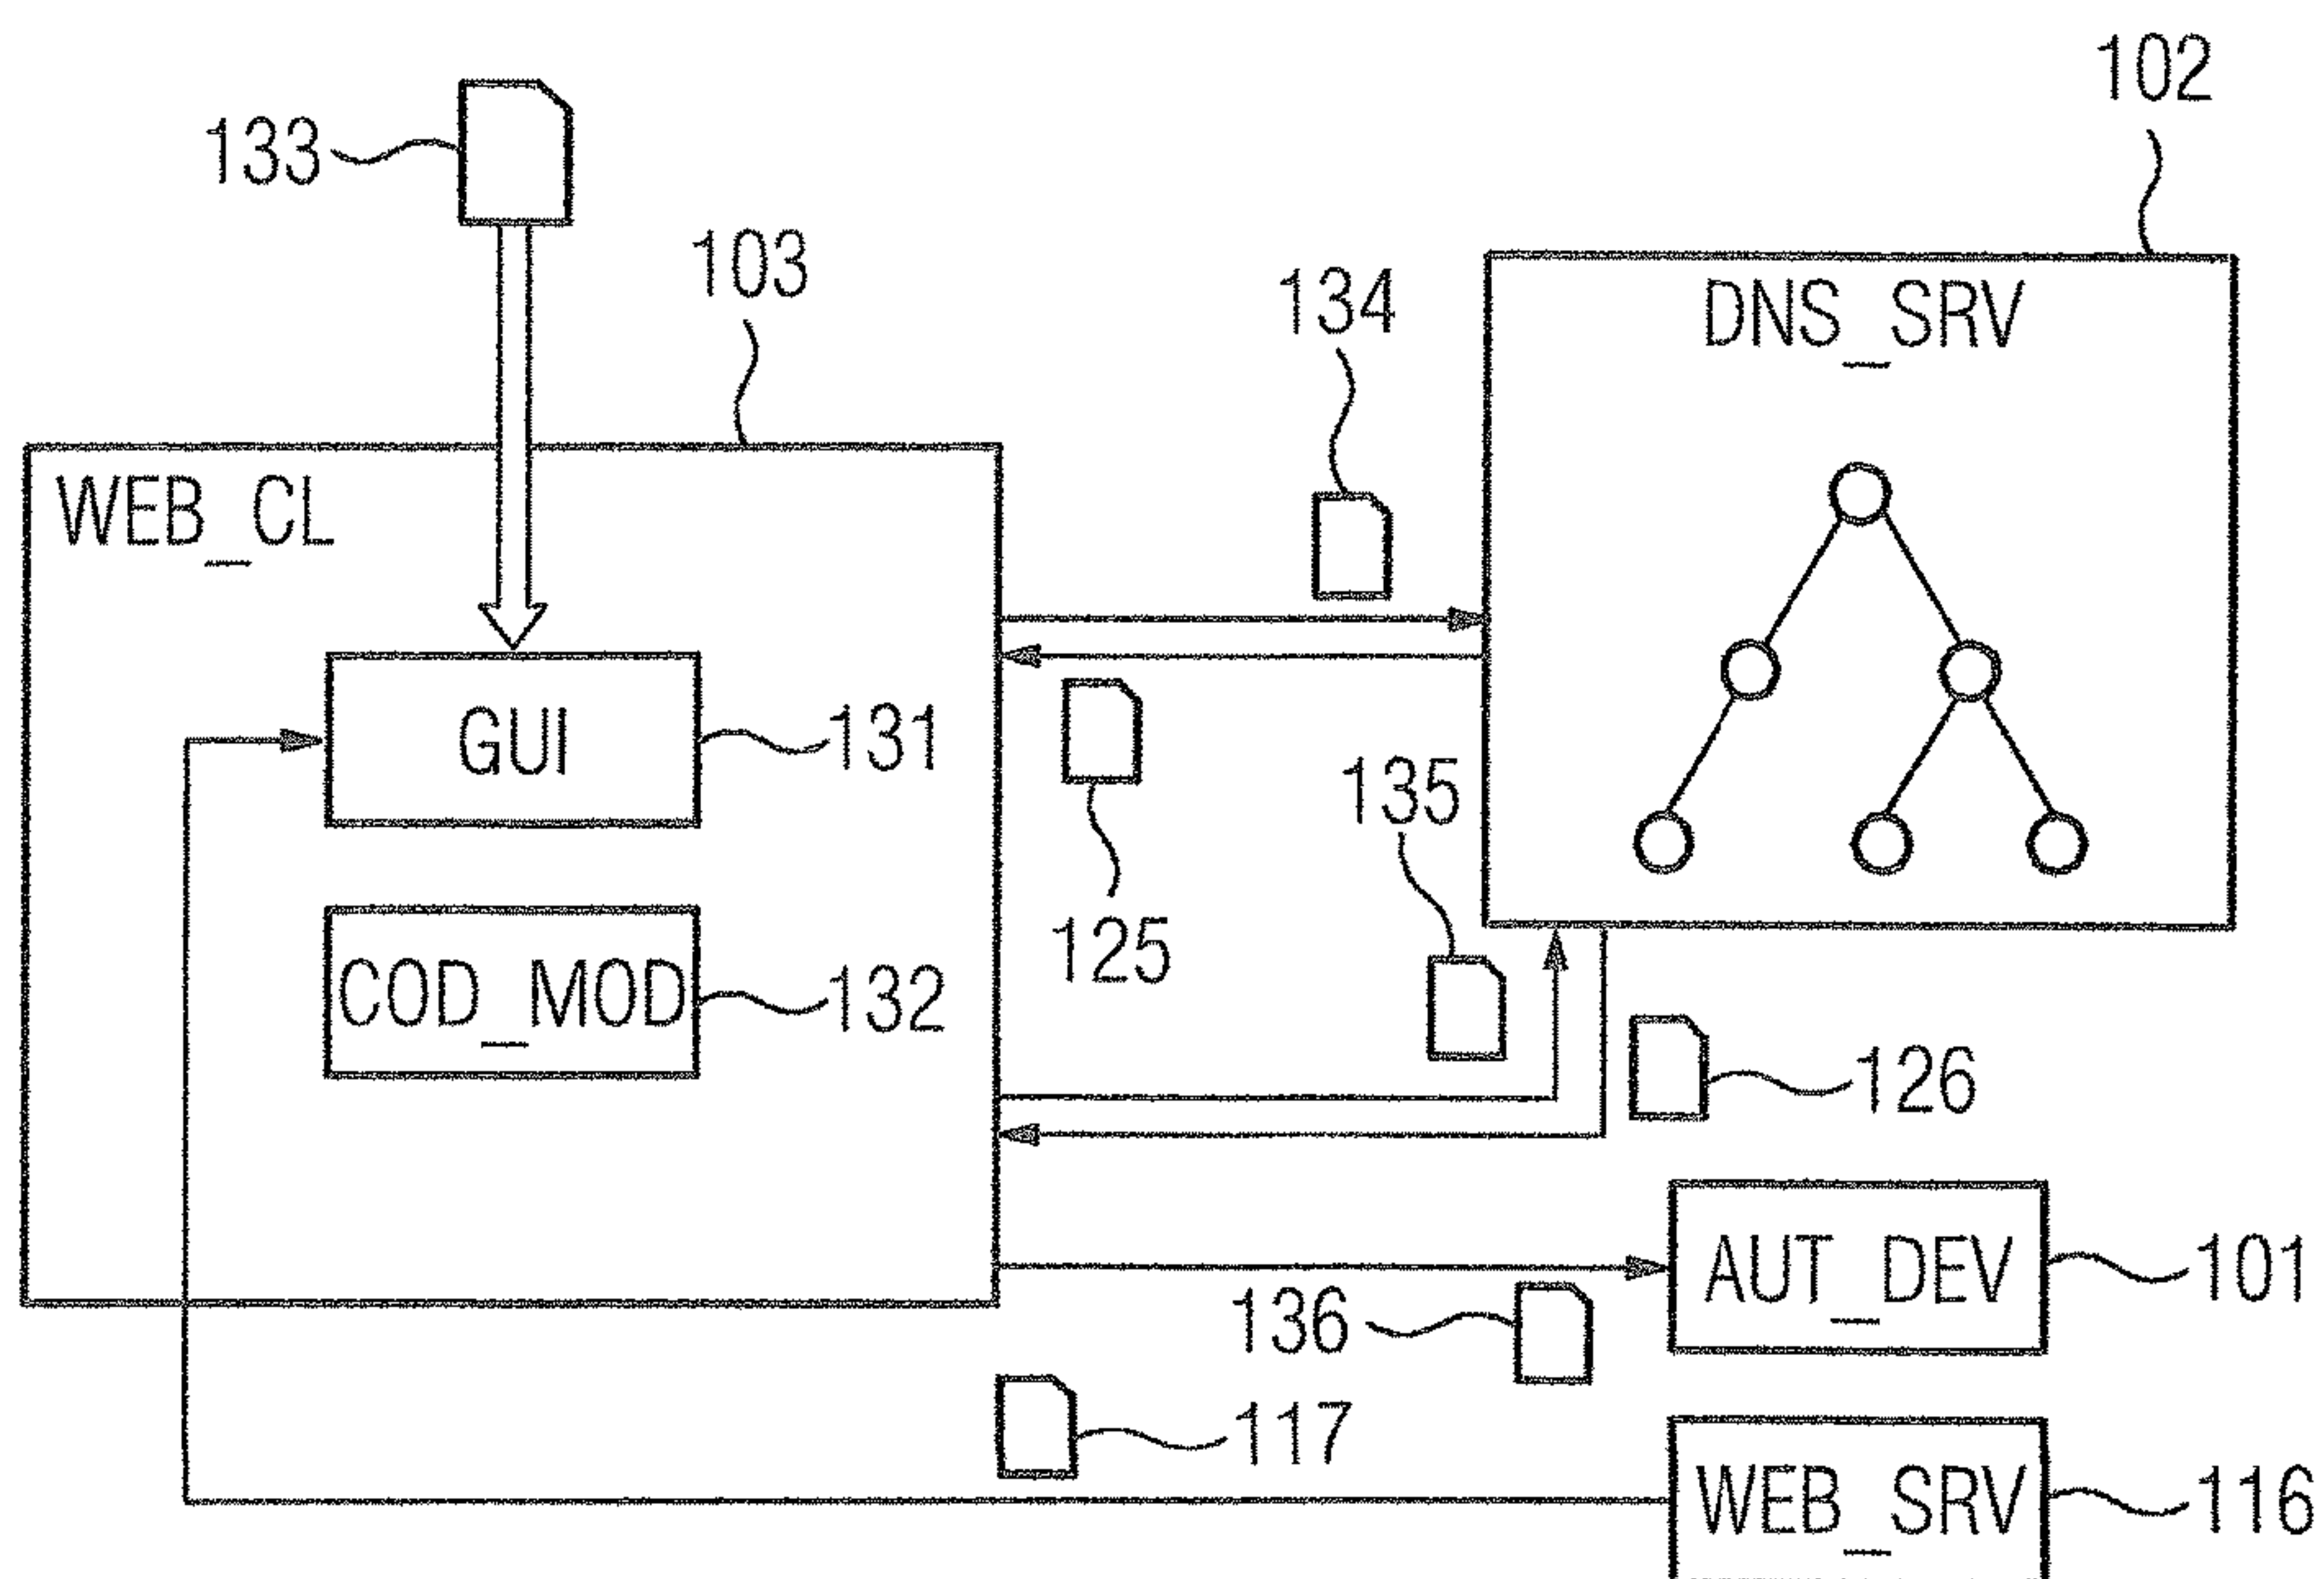 102
133
103
134
DNS_SRV
WEB_CL
GUI
131
135
125
COD_MOD
132
126
AUT_DEV
101
136
117
WEB_SRV
116